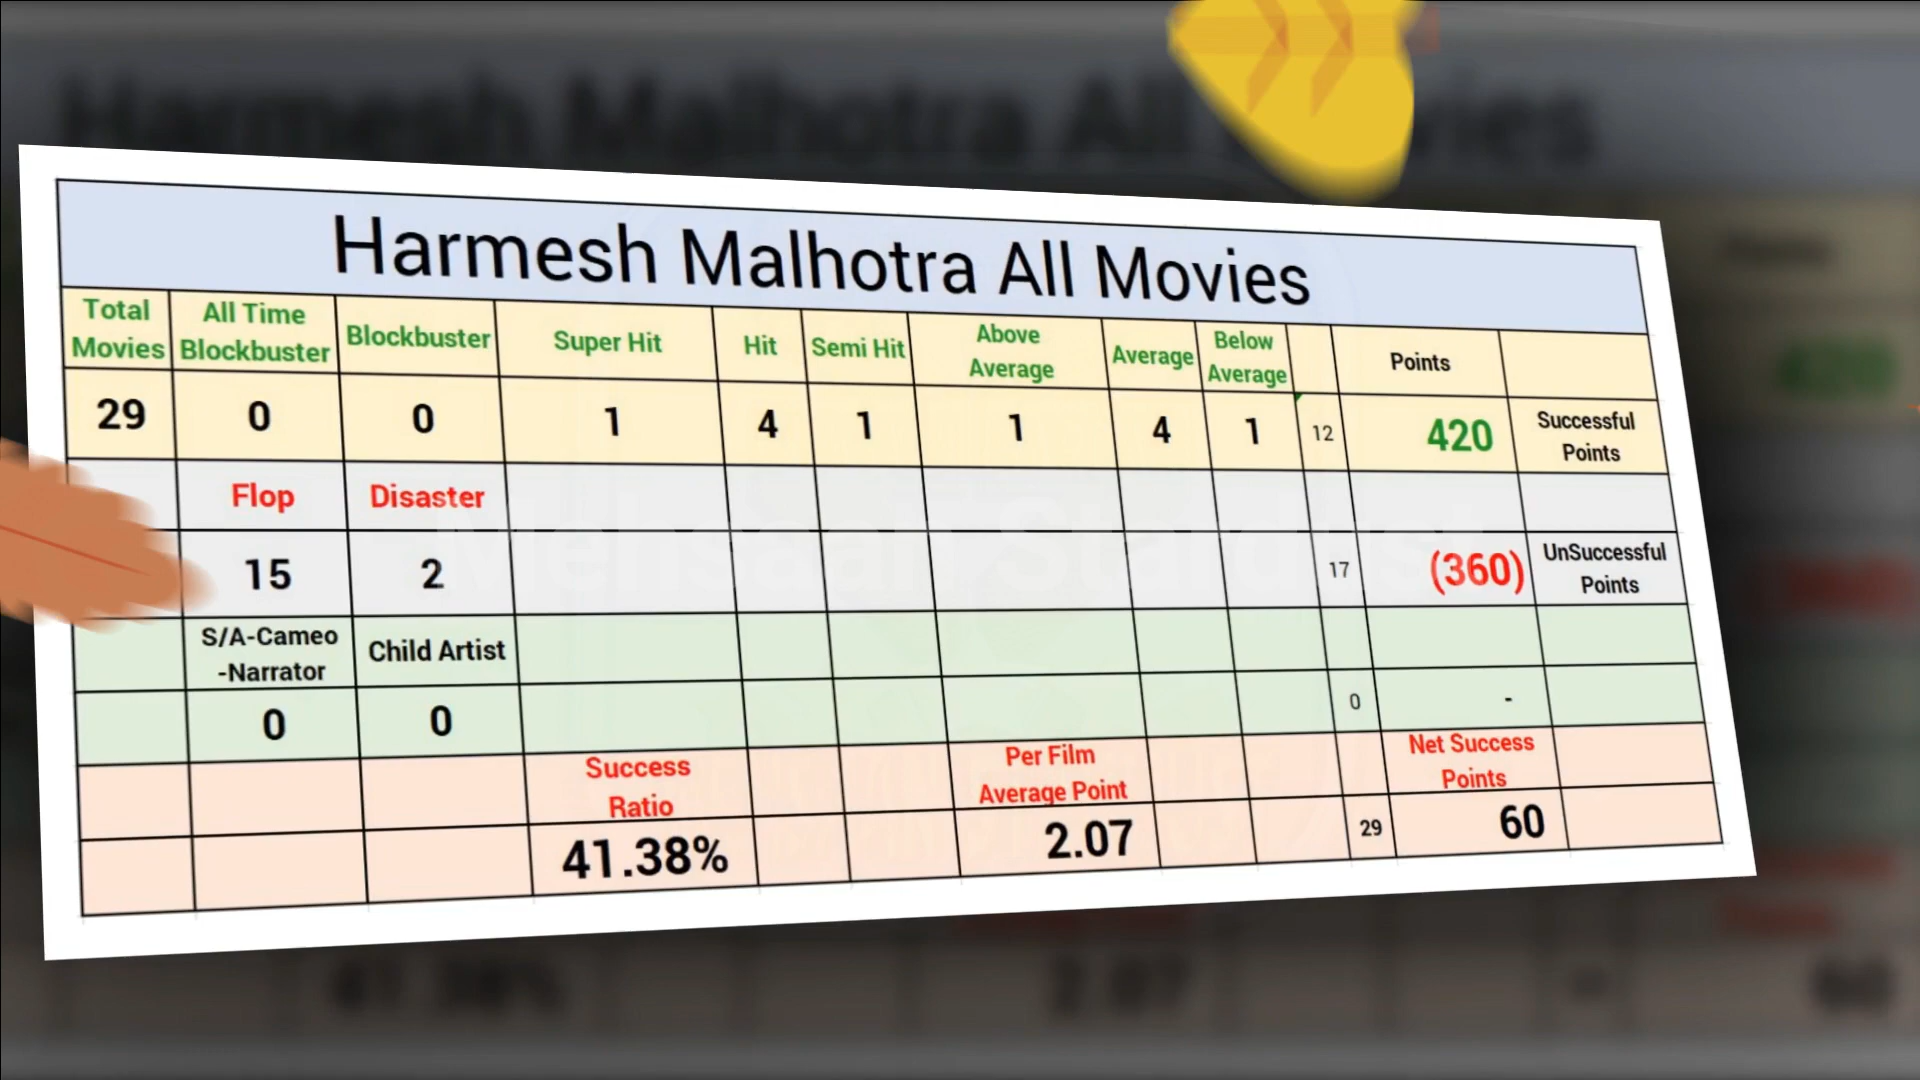 Harmesh Malhotra All Movies
Total Movies
All Time Blockbuster
Blockbuster
Super Hit
Hit
Semi Hit
Above Average
Average
Below Average
Points
29
0
0
1
4
1
1
4
1
12
420
Successful Points
Flop
Disaster
15
2
17
(360)
UnSuccessful Points
S/A-Cameo -Narrator
Child Artist
0
0
0
-
Success Ratio
Per Film Average Point
Net Success Points
41.38%
2.07
29
60